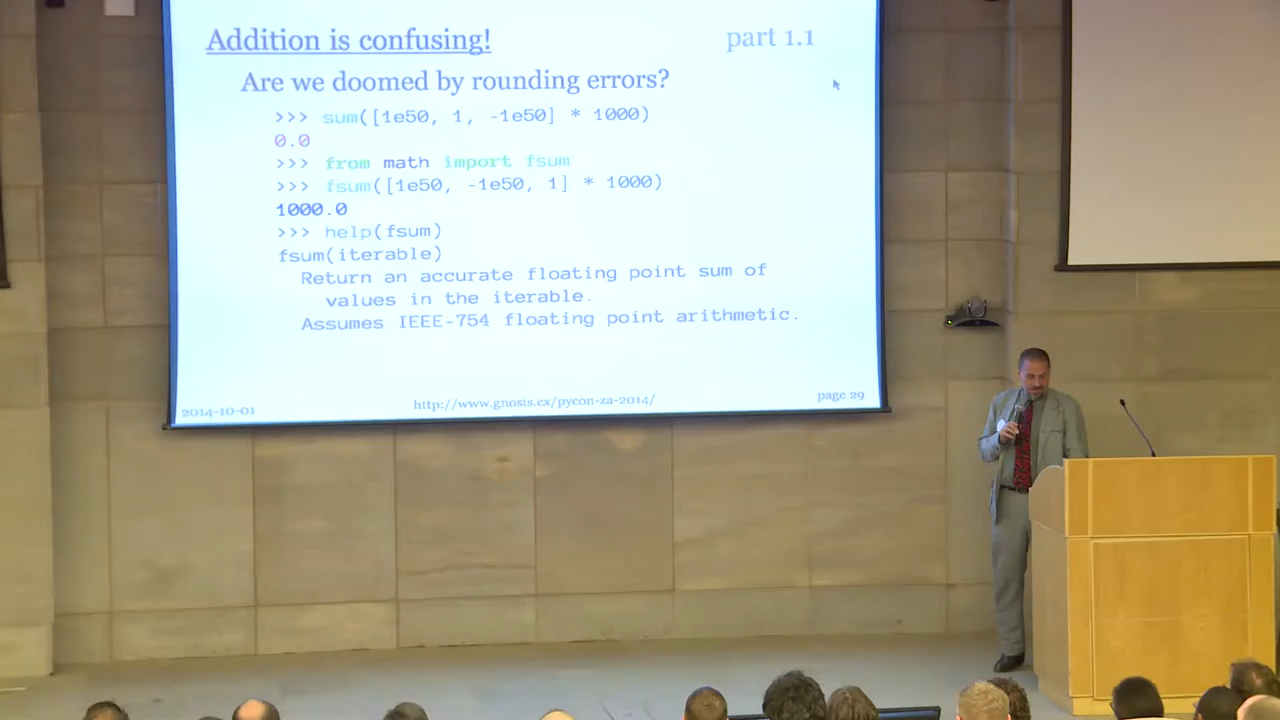 Addition is confusing!
part 1.1
Are we doomed by rounding errors?
>>> sum([1e50, 1, -1e50] * 1000)
0.0
>>> from math import fsum
>>> fsum([1e50, -1e50, 1] * 1000)
1000.0
>>> help(fsum)
fsum(iterable)
Return an accurate floating point sum of
values in the iterable.
Assumes IEEE-754 floating point arithmetic.
2014-10-01
http://www.gnosis.cx/pycon-za-2014/
page 29